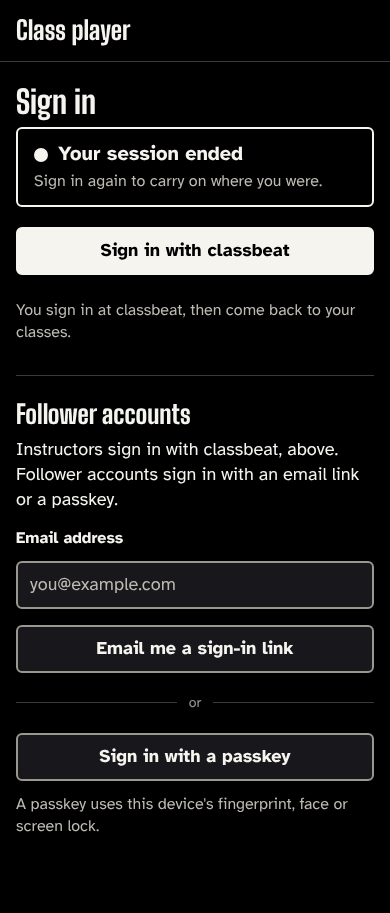 Class player
Sign in
Your session ended
Sign in again to carry on where you were.
Sign in with classbeat
You sign in at classbeat, then come back to your
classes.
Follower accounts
Instructors sign in with classbeat, above.
Follower accounts sign in with an email link
or a passkey.
Email address
you@example.com
Email me a sign-in link
or
Sign in with a passkey
A passkey uses this device's fingerprint, face or
screen lock.